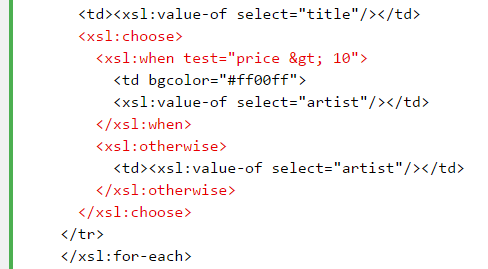 <td><xsl:value-of select="title"/></td>
<xsl:choose>
<xsl:when test="price &gt; 10">
<td bgcolor="#ff00ff">
<xsl:value-of select="artist"/></td>
</xsl:when>
<xsl:otherwise>
<td><xsl:value-of select="artist"/></td>
</xsl:otherwise>
</xsl:choose>
</tr>
</xsl:for-each>